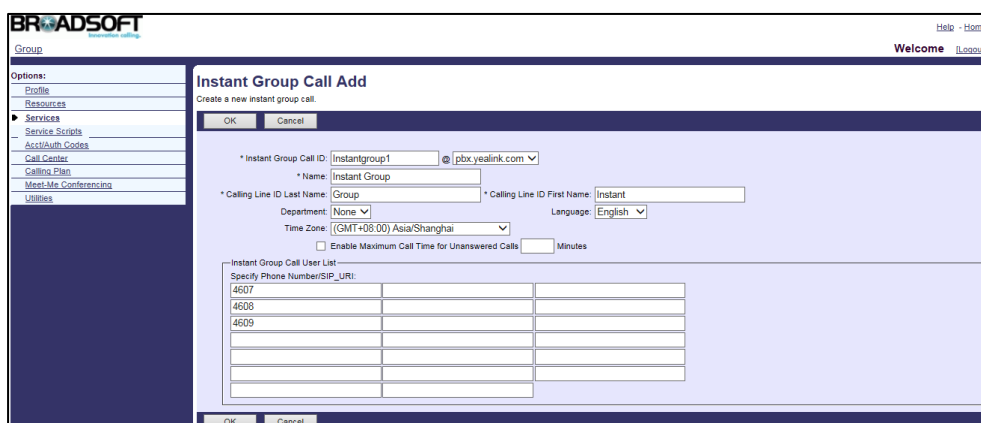 BROADSOFT
Innovation calling.
Help - Hom
Group
Welcome [Logou
Options:
Profile
Resources
Services
Service Scripts
Acct/Auth Codes
Call Center
Calling Plan
Meet-Me Conferencing
Utilities
Instant Group Call Add
Create a new instant group call.
OK Cancel
* Instant Group Call ID: Instantgroup1 @ pbx.yealink.com
* Name: Instant Group
* Calling Line ID Last Name: Group * Calling Line ID First Name: Instant
Department: None Language: English
Time Zone: (GMT+08:00) Asia/Shanghai
Enable Maximum Call Time for Unanswered Calls Minutes
Instant Group Call User List
Specify Phone Number/SIP_URI:
4607
4608
4609
OK Cancel